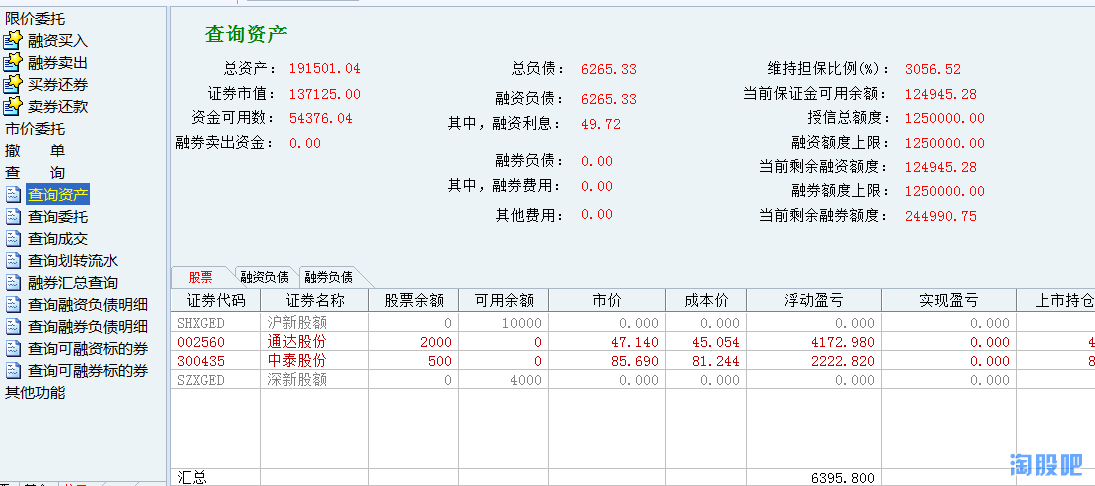 限价委托
融资买入
融券卖出
买券还券
卖券还款
市价委托
撤 单
查 询
查询资产
查询委托
查询成交
查询划转流水
融券汇总查询
查询融资负债明细
查询融券负债明细
查询可融资标的券
查询可融券标的券
其他功能
查询资产
总资产： 191501.04 总负债： 6265.33 维持担保比例(%)： 3056.52
证券市值： 137125.00 融资负债： 6265.33 当前保证金可用余额： 124945.28
资金可用数： 54376.04 其中，融资利息： 49.72 授信总额度： 1250000.00
融券卖出资金： 0.00 融资额度上限： 1250000.00
融券负债： 0.00 当前剩余融资额度： 124945.28
其中，融券费用： 0.00 融券额度上限： 1250000.00
其他费用： 0.00 当前剩余融券额度： 244990.75
股票 融资负债 融券负债
证券代码 证券名称 股票余额 可用余额 市价 成本价 浮动盈亏 实现盈亏 上市持仓
SHXGED 沪新股额 0 10000 0.000 0.000 0.000 0.000
002560 通达股份 2000 0 47.140 45.054 4172.980 0.000 4
300435 中泰股份 500 0 85.690 81.244 2222.820 0.000 8
SZXGED 深新股额 0 4000 0.000 0.000 0.000 0.000
汇总 6395.800
淘股吧